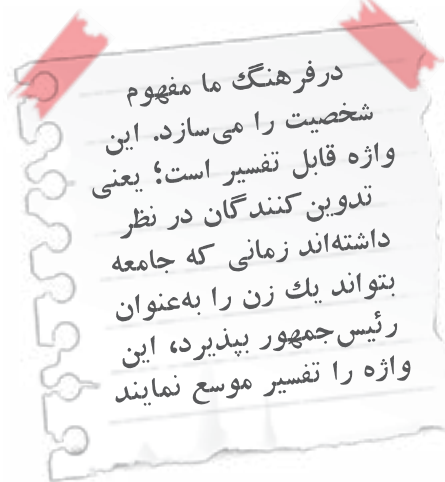 درفرهنگ ما مفهوم
شخصیت را می‌سازد. این
واژه قابل تفسیر است؛ یعنی
تدوین‌کنندگان در نظر
داشته‌اند زمانی که جامعه
بتواند یك زن را به‌عنوان
رئیس‌جمهور بپذیرد، این
واژه را تفسیر موسع نمایند